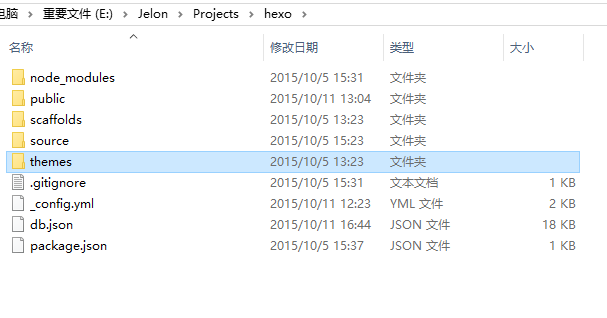 电脑 › 重要文件 (E:) › Jelon › Projects › hexo ›
名称 修改日期 类型 大小
node_modules 2015/10/5 15:31 文件夹
public 2015/10/11 13:04 文件夹
scaffolds 2015/10/5 13:23 文件夹
source 2015/10/5 15:23 文件夹
themes 2015/10/5 13:23 文件夹
.gitignore 2015/10/5 15:31 文本文档 1 KB
_config.yml 2015/10/11 12:23 YML 文件 2 KB
db.json 2015/10/11 16:44 JSON 文件 18 KB
package.json 2015/10/5 15:37 JSON 文件 1 KB